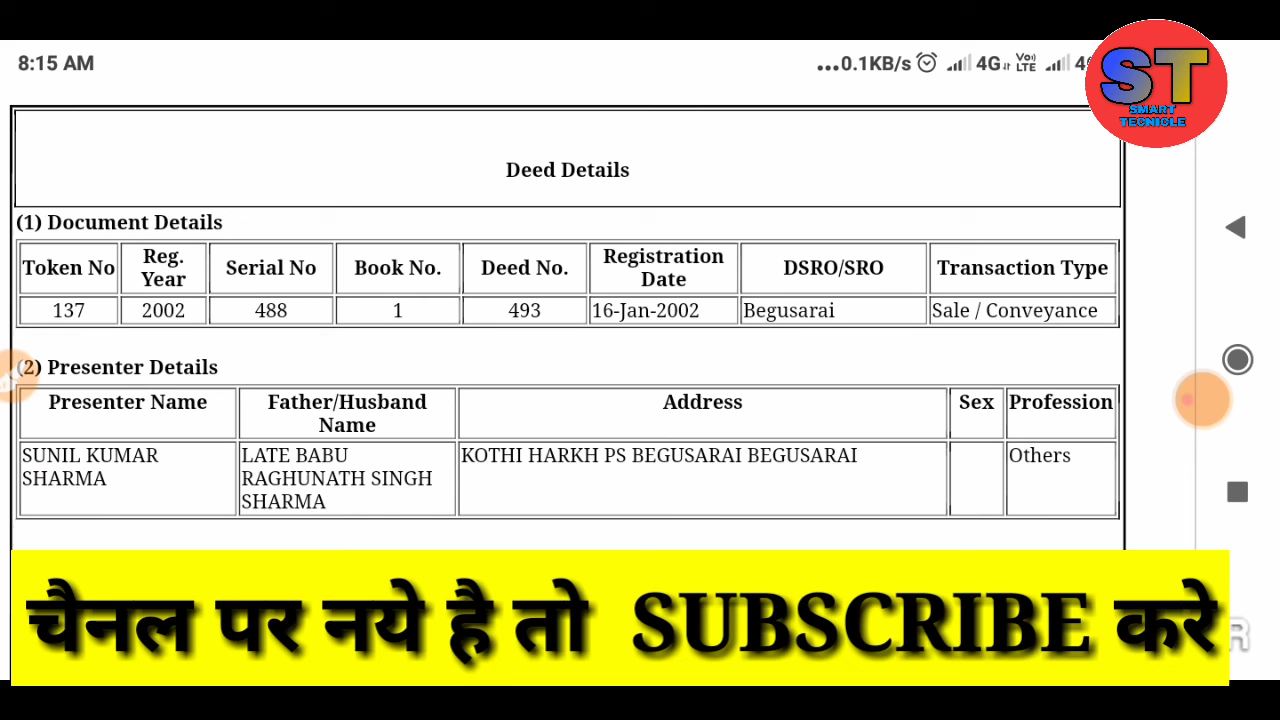 8:15 AM
...0.1KB/s 4G Vo) LTE 4
ST
SMART
TECNICLE
Deed Details
(1) Document Details
Token No Reg. Year Serial No Book No. Deed No. Registration Date DSRO/SRO Transaction Type
137 2002 488 1 493 16-Jan-2002 Begusarai Sale / Conveyance
(2) Presenter Details
Presenter Name Father/Husband Name Address Sex Profession
SUNIL KUMAR SHARMA LATE BABU RAGHUNATH SINGH SHARMA KOTHI HARKH PS BEGUSARAI BEGUSARAI Others
चैनल पर नये है तो SUBSCRIBE करे
R